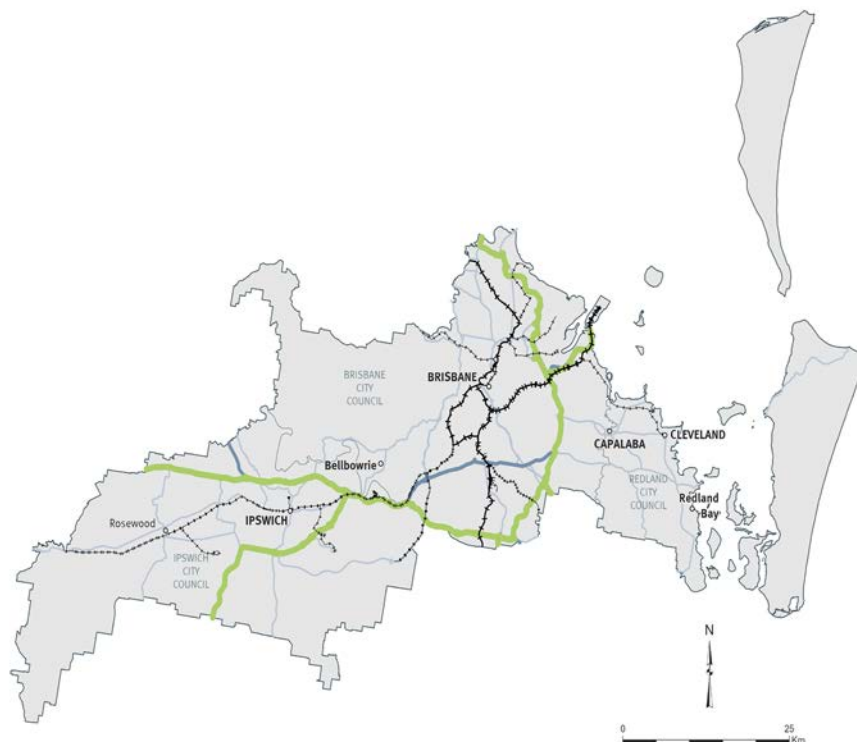 BRISBANE
CITY
COUNCIL
BRISBANE
CAPALABA
CLEVELAND
Bellbowrie
REDLAND
CITY
COUNCIL
Redland
Bay
Rosewood
IPSWICH
IPSWICH
CITY
COUNCIL
N
0
25
Km